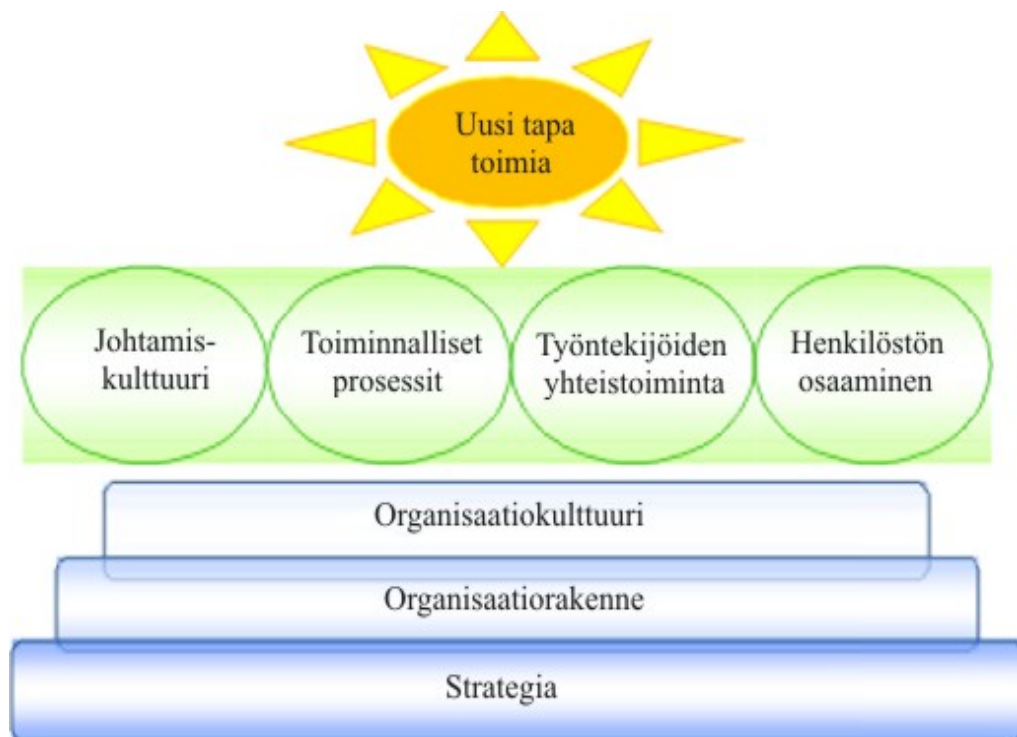 Uusi tapa
toimia
Johtamis-
kulttuuri
Toiminnalliset
prosessit
Työntekijöiden
yhteistoiminta
Henkilöstön
osaaminen
Organisaatiokulttuuri
Organisaatiorakenne
Strategia